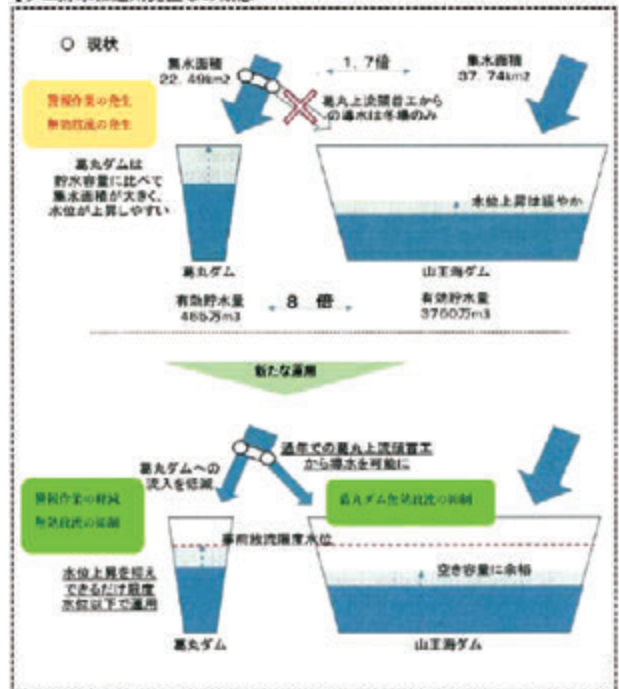 ○ 現状
集水面積
22.49km2
1.7倍
集水面積
37.74km2
警報作業の発生
無効放流の発生
葛丸上流頭首工から
の導水は冬場のみ
葛丸ダムは
貯水容量に比べて
集水面積が大きく、
水位が上昇しやすい
水位上昇は緩やか
葛丸ダム
山王海ダム
有効貯水量
465万m3
8 倍
有効貯水量
3760万m3
新たな運用
葛丸ダムへの
流入を低減
通年での葛丸上流頭首工
から導水を可能に
警報作業の軽減
無効放流の抑制
葛丸ダム無効放流の抑制
事前放流限度水位
水位上昇を抑え
できるだけ限度
水位以下で運用
空き容量に余裕
葛丸ダム
山王海ダム